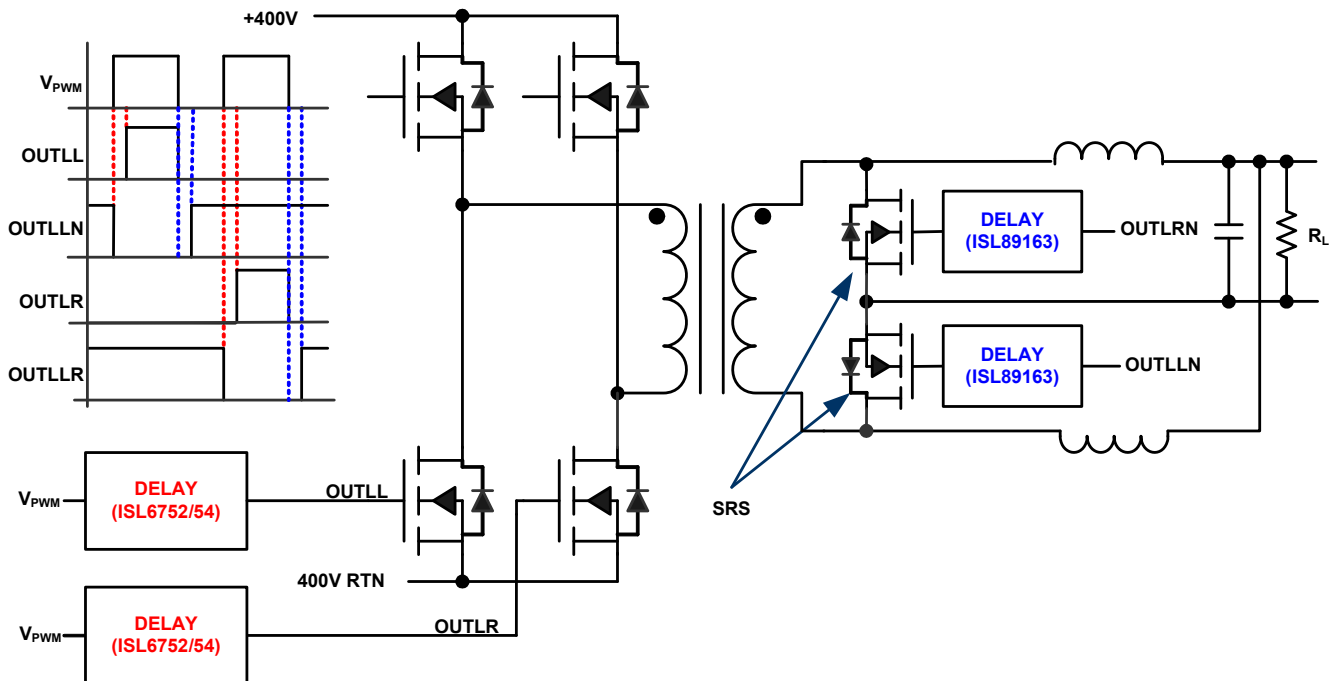 +400V
VPWM
OUTLL
OUTLLN
OUTLR
OUTLLR
DELAY
(ISL89163)
OUTLRN
RL
DELAY
(ISL89163)
OUTLLN
SRS
VPWM
DELAY
(ISL6752/54)
OUTLL
400V RTN
VPWM
DELAY
(ISL6752/54)
OUTLR